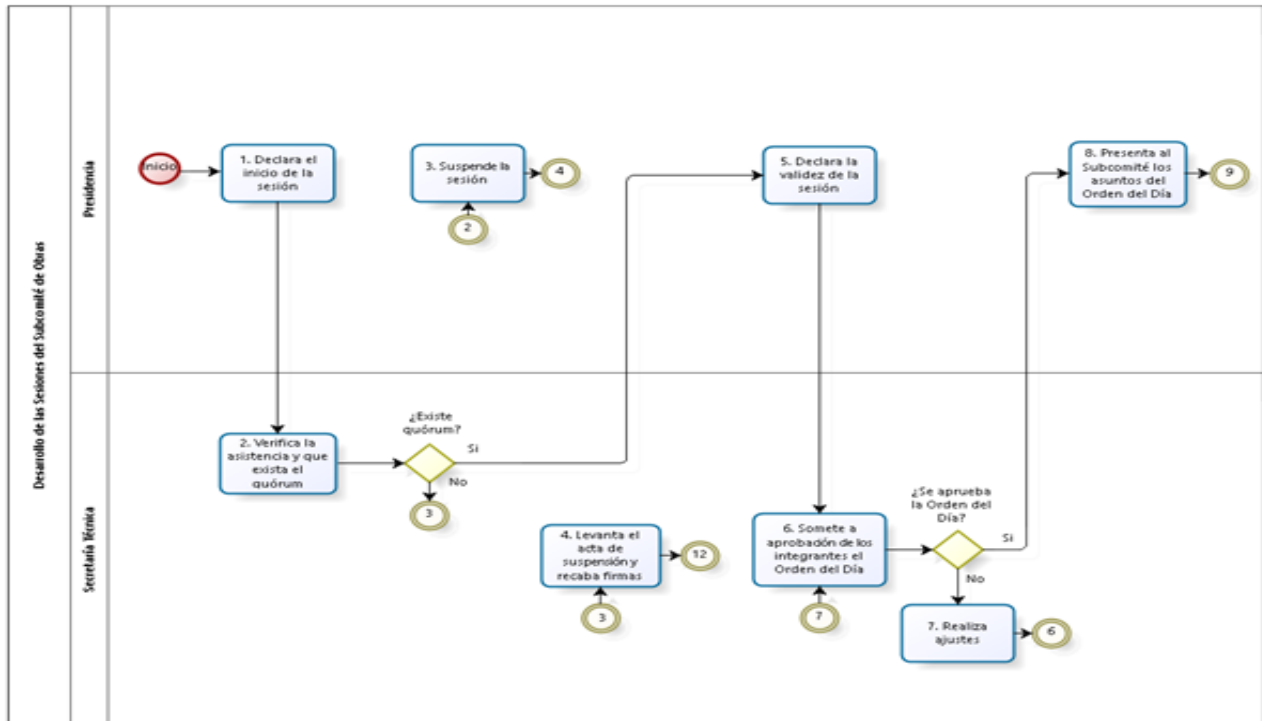 Desarrollo de las Sesiones del Subcomité de Obras
Presidencia
Inicio
1. Declara el
inicio de la
sesión
3. Suspende la
sesión
4
2
5. Declara la
validez de la
sesión
8. Presenta al
Subcomité los
asuntos del
Orden del Día
9
Secretaría Técnica
2. Verifica la
asistencia y que
exista el
quórum
¿Existe
quórum?
Si
No
3
4. Levanta el
acta de
suspensión y
recaba firmas
12
3
6. Somete a
aprobación de los
integrantes el
Orden del Día
7
¿Se aprueba
la Orden del
Día?
Si
No
7. Realiza
ajustes
6